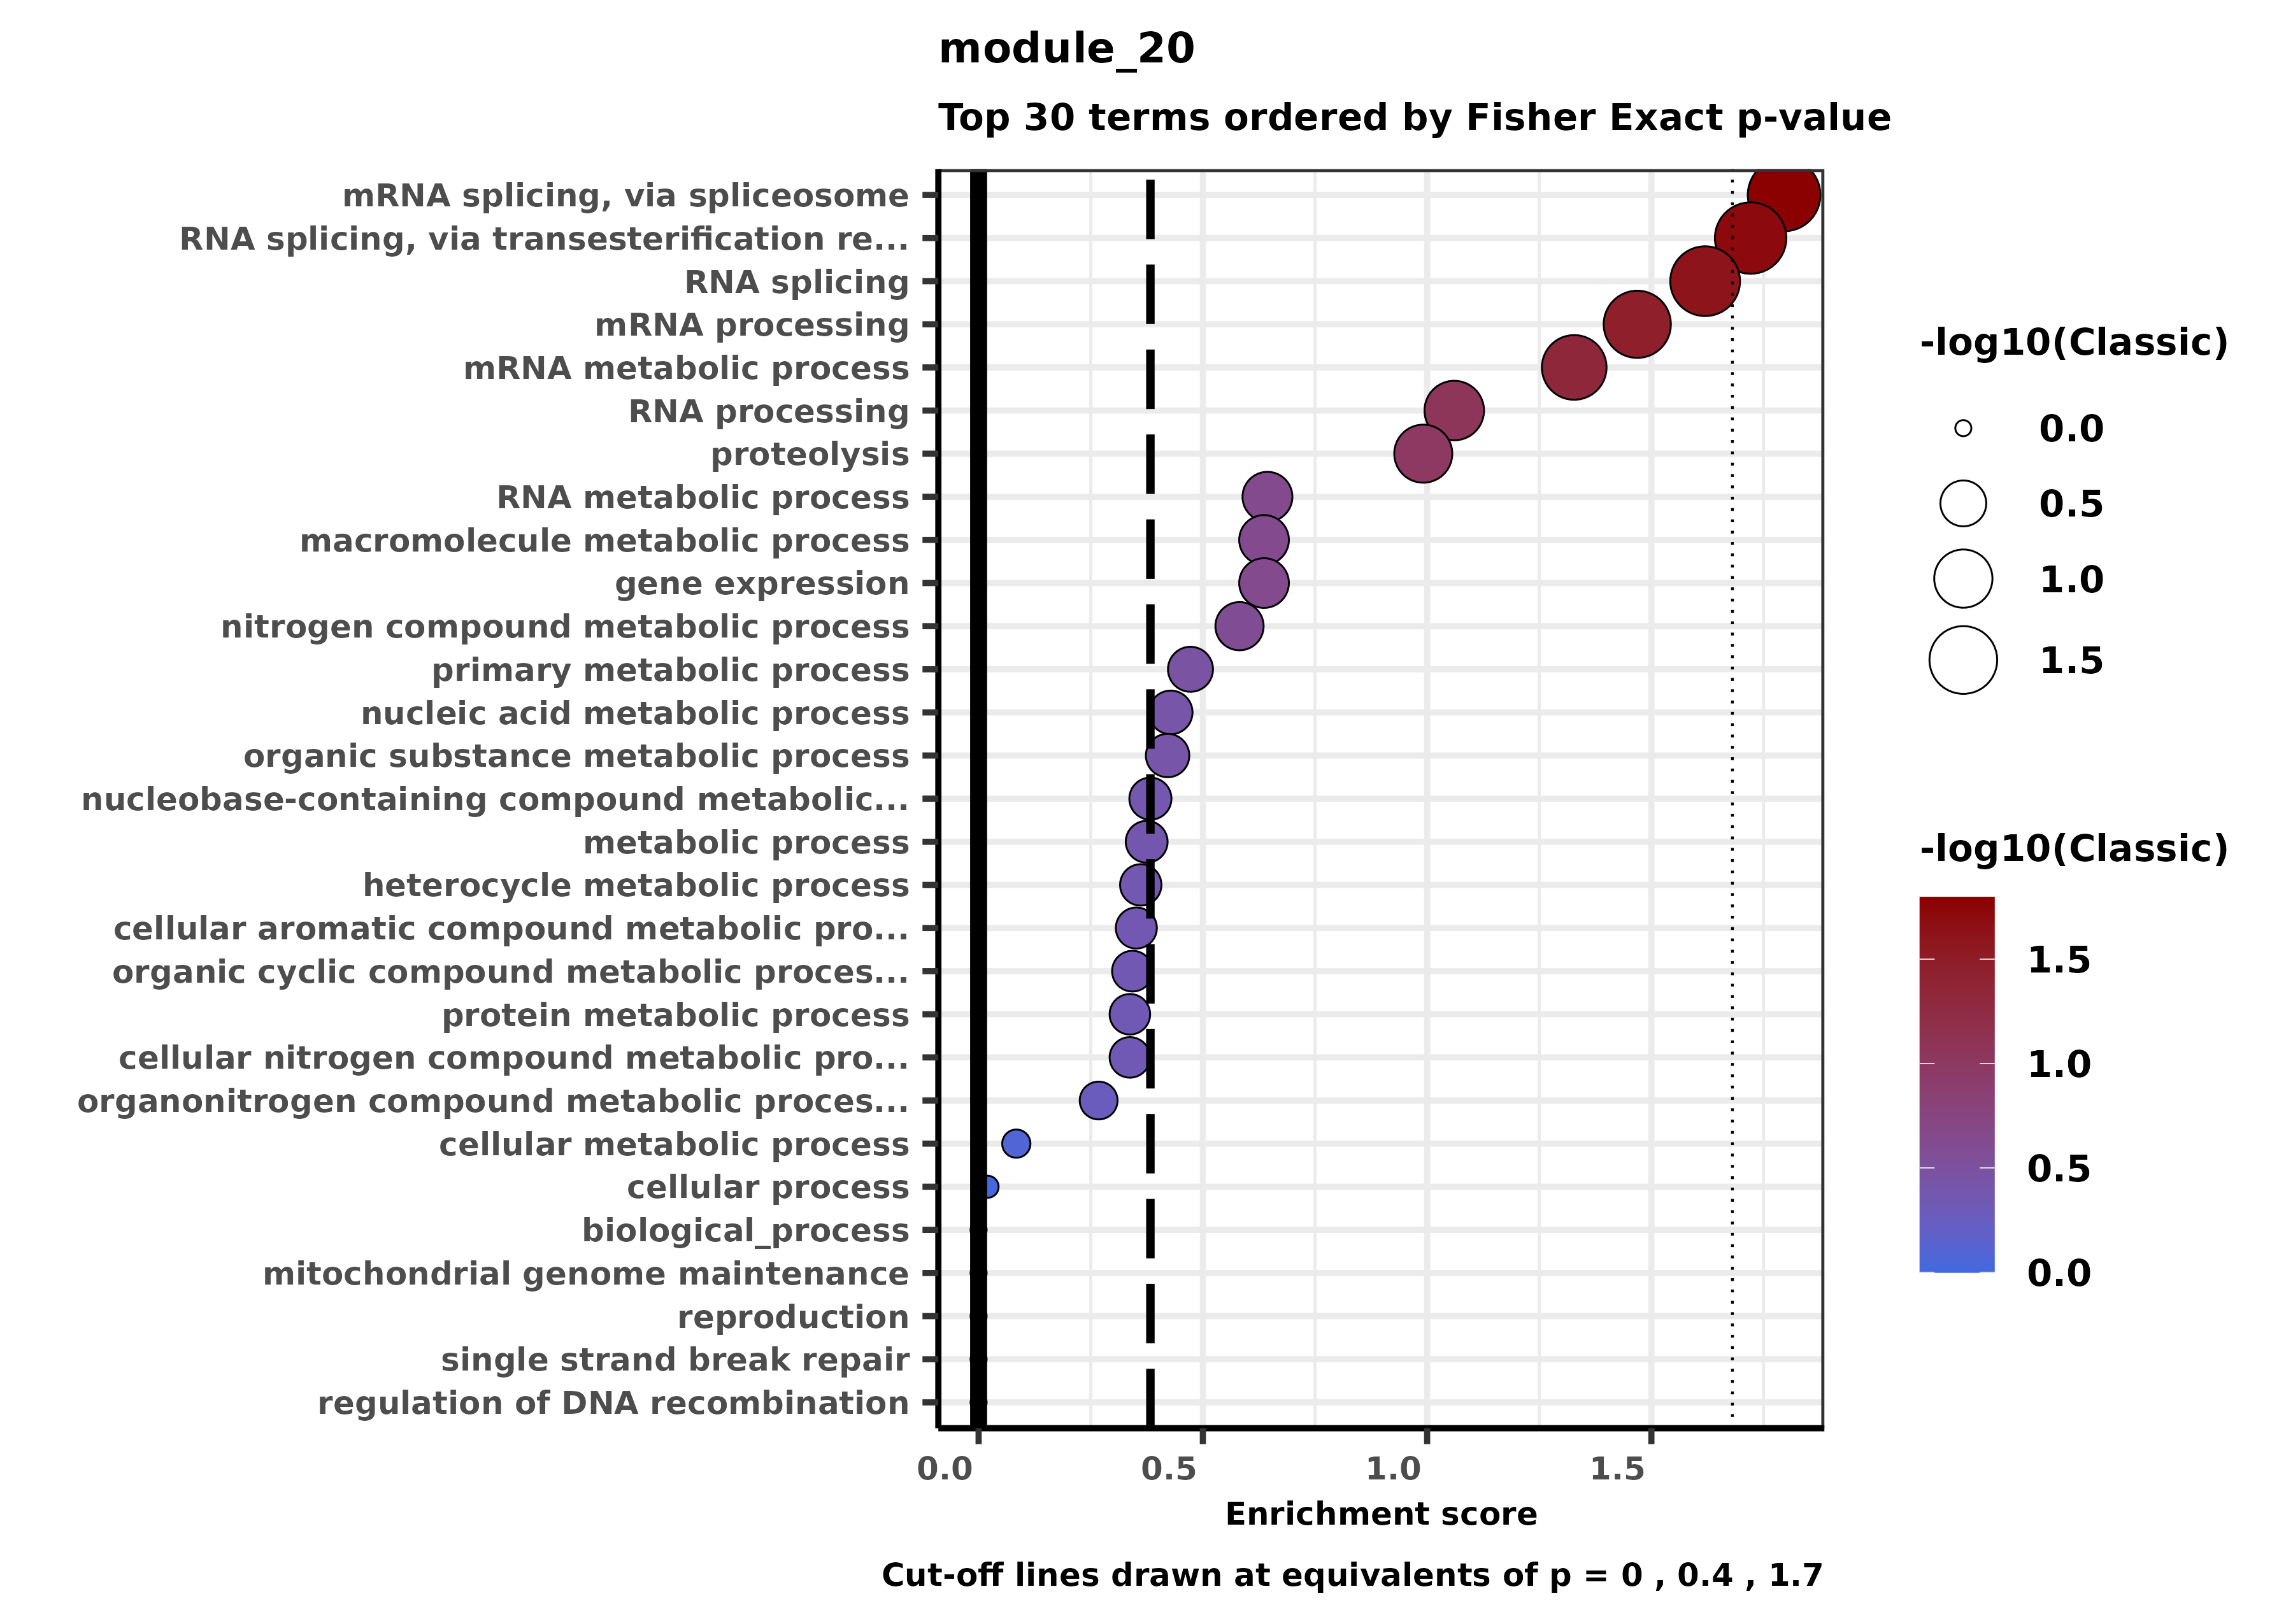 module_20
Top 30 terms ordered by Fisher Exact p-value
mRNA splicing, via spliceosome
RNA splicing, via transesterification re...
RNA splicing
mRNA processing
mRNA metabolic process
RNA processing
proteolysis
RNA metabolic process
macromolecule metabolic process
gene expression
nitrogen compound metabolic process
primary metabolic process
nucleic acid metabolic process
organic substance metabolic process
nucleobase-containing compound metabolic...
metabolic process
heterocycle metabolic process
cellular aromatic compound metabolic pro...
organic cyclic compound metabolic proces...
protein metabolic process
cellular nitrogen compound metabolic pro...
organonitrogen compound metabolic proces...
cellular metabolic process
cellular process
biological_process
mitochondrial genome maintenance
reproduction
single strand break repair
regulation of DNA recombination
0.0 0.5 1.0 1.5
Enrichment score
Cut-off lines drawn at equivalents of p = 0 , 0.4 , 1.7
-log10(Classic)
0.0
0.5
1.0
1.5
-log10(Classic)
1.5
1.0
0.5
0.0